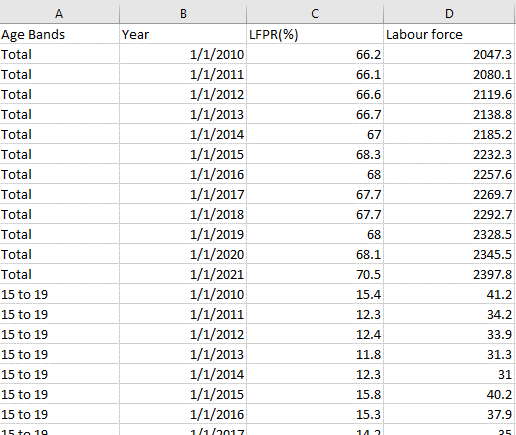 A B C D
Age Bands Year LFPR(%) Labour force
Total 1/1/2010 66.2 2047.3
Total 1/1/2011 66.1 2080.1
Total 1/1/2012 66.6 2119.6
Total 1/1/2013 66.7 2138.8
Total 1/1/2014 67 2185.2
Total 1/1/2015 68.3 2232.3
Total 1/1/2016 68 2257.6
Total 1/1/2017 67.7 2269.7
Total 1/1/2018 67.7 2292.7
Total 1/1/2019 68 2328.5
Total 1/1/2020 68.1 2345.5
Total 1/1/2021 70.5 2397.8
15 to 19 1/1/2010 15.4 41.2
15 to 19 1/1/2011 12.3 34.2
15 to 19 1/1/2012 12.4 33.9
15 to 19 1/1/2013 11.8 31.3
15 to 19 1/1/2014 12.3 31
15 to 19 1/1/2015 15.8 40.2
15 to 19 1/1/2016 15.3 37.9
15 to 19 1/1/2017 14.2 35